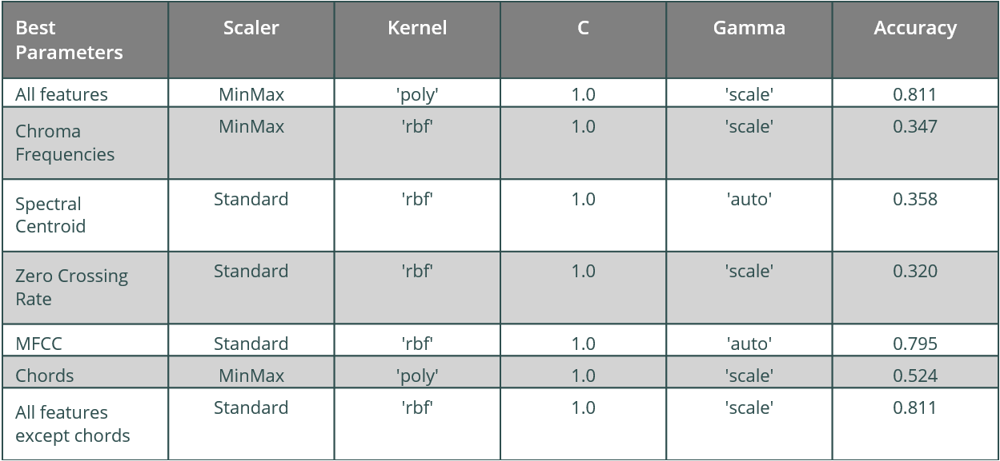 Best Parameters Scaler Kernel C Gamma Accuracy
All features MinMax 'poly' 1.0 'scale' 0.811
Chroma Frequencies MinMax 'rbf' 1.0 'scale' 0.347
Spectral Centroid Standard 'rbf' 1.0 'auto' 0.358
Zero Crossing Rate Standard 'rbf' 1.0 'scale' 0.320
MFCC Standard 'rbf' 1.0 'auto' 0.795
Chords MinMax 'poly' 1.0 'scale' 0.524
All features except chords Standard 'rbf' 1.0 'scale' 0.811